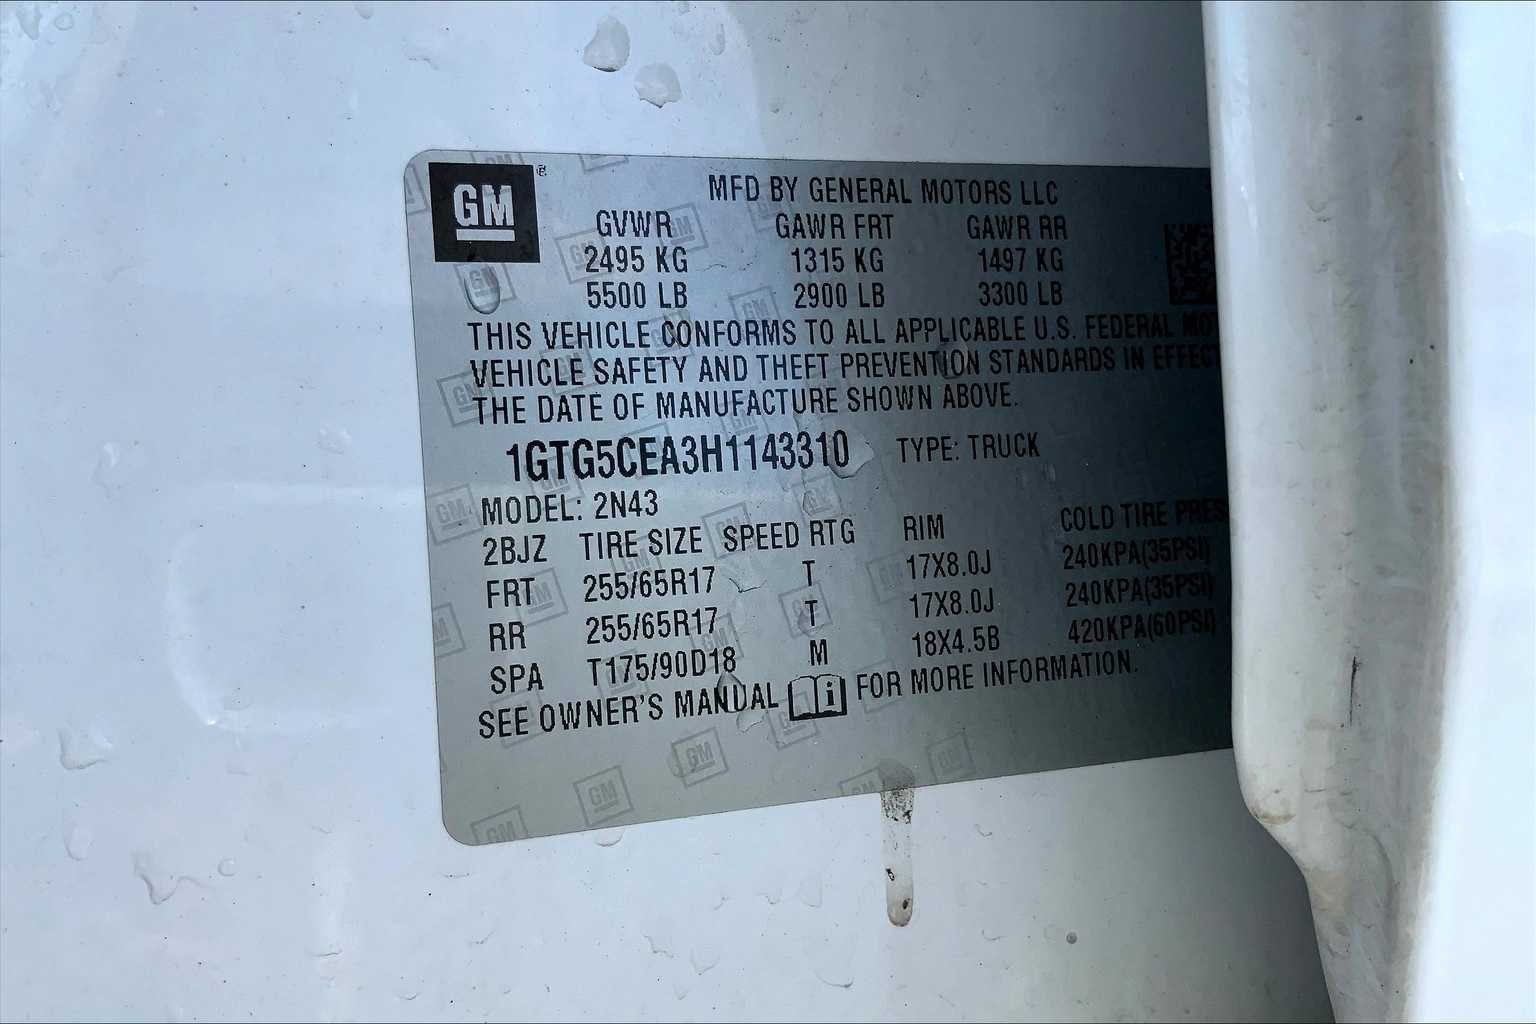 GM
MFD BY GENERAL MOTORS LLC
GVWR GAWR FRT GAWR RR
2495 KG 1315 KG 1497 KG
5500 LB 2900 LB 3300 LB
THIS VEHICLE CONFORMS TO ALL APPLICABLE U.S. FEDERAL
VEHICLE SAFETY AND THEFT PREVENTION STANDARDS IN EFFECT
THE DATE OF MANUFACTURE SHOWN ABOVE.
1GTG5CEA3H1143310 TYPE: TRUCK
MODEL: 2N43
2BJZ TIRE SIZE SPEED RTG RIM COLD TIRE PRES
FRT 255/65R17 T 17X8.0J 240KPA(35PSI)
RR 255/65R17 T 17X8.0J 240KPA(35PSI)
SPA T175/90D18 M 18X4.5B 420KPA(60PSI)
SEE OWNER'S MANUAL i FOR MORE INFORMATION.